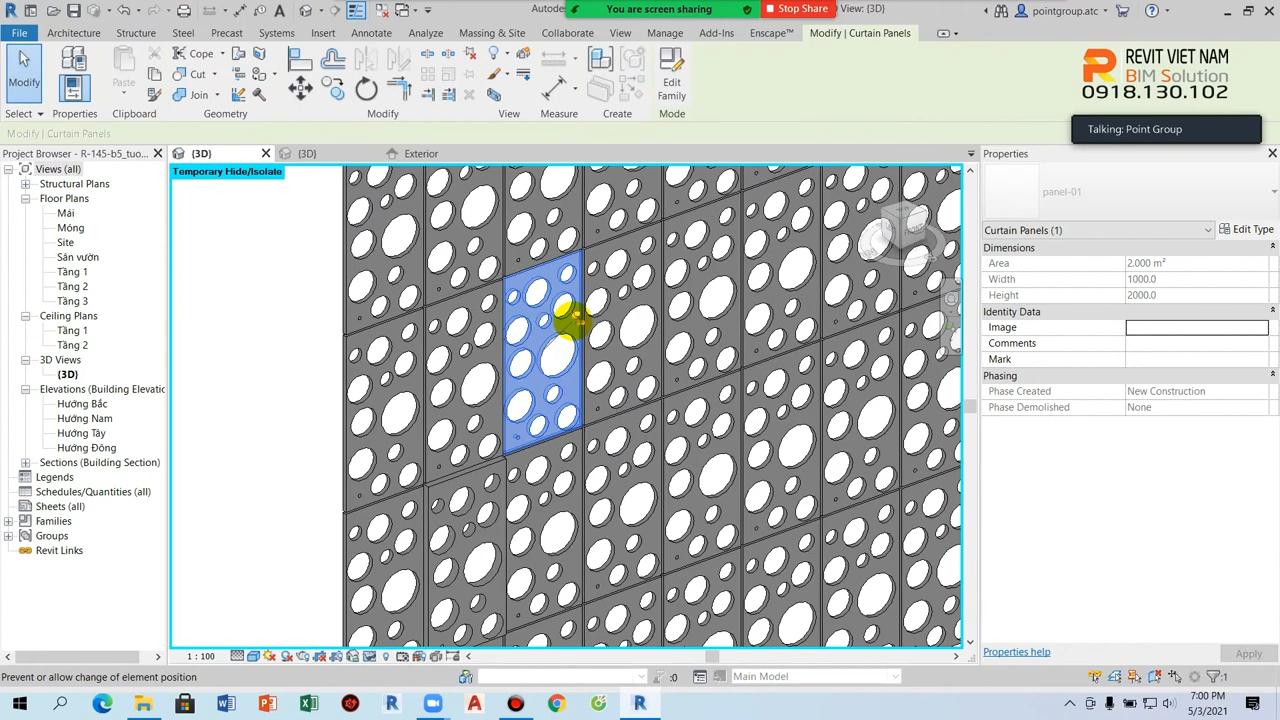 Autodes
You are screen sharing
Stop Share
View: {3D}
pointgroup.atc
File
Architecture
Structure
Steel
Precast
Systems
Insert
Annotate
Analyze
Massing & Site
Collaborate
View
Manage
Add-Ins
Enscape™
Modify | Curtain Panels
Modify
Paste
Cope
Cut
Join
Edit
Family
Select
Properties
Clipboard
Geometry
Modify
View
Measure
Create
Mode
REVIT VIET NAM
BIM Solution
0918.130.102
Talking: Point Group
Modify | Curtain Panels
Project Browser - R-145-b5_tuo...
{3D}
{3D}
Exterior
Properties
Temporary Hide/Isolate
Views (all)
Structural Plans
Floor Plans
Mái
Móng
Site
Sân vườn
Tầng 1
Tầng 2
Tầng 3
Ceiling Plans
Tầng 1
Tầng 2
3D Views
{3D}
Elevations (Building Elevatio
Hướng Bắc
Hướng Nam
Hướng Tây
Hướng Đông
Sections (Building Section)
Legends
Schedules/Quantities (all)
Sheets (all)
Families
Groups
Revit Links
panel-01
Curtain Panels (1)
Edit Type
Dimensions
Area
2.000 m²
Width
1000.0
Height
2000.0
Identity Data
Image
Comments
Mark
Phasing
Phase Created
New Construction
Phase Demolished
None
Properties help
Apply
1 : 100
Prevent or allow change of element position
:0
Main Model
:1
7:00 PM
5/3/2021